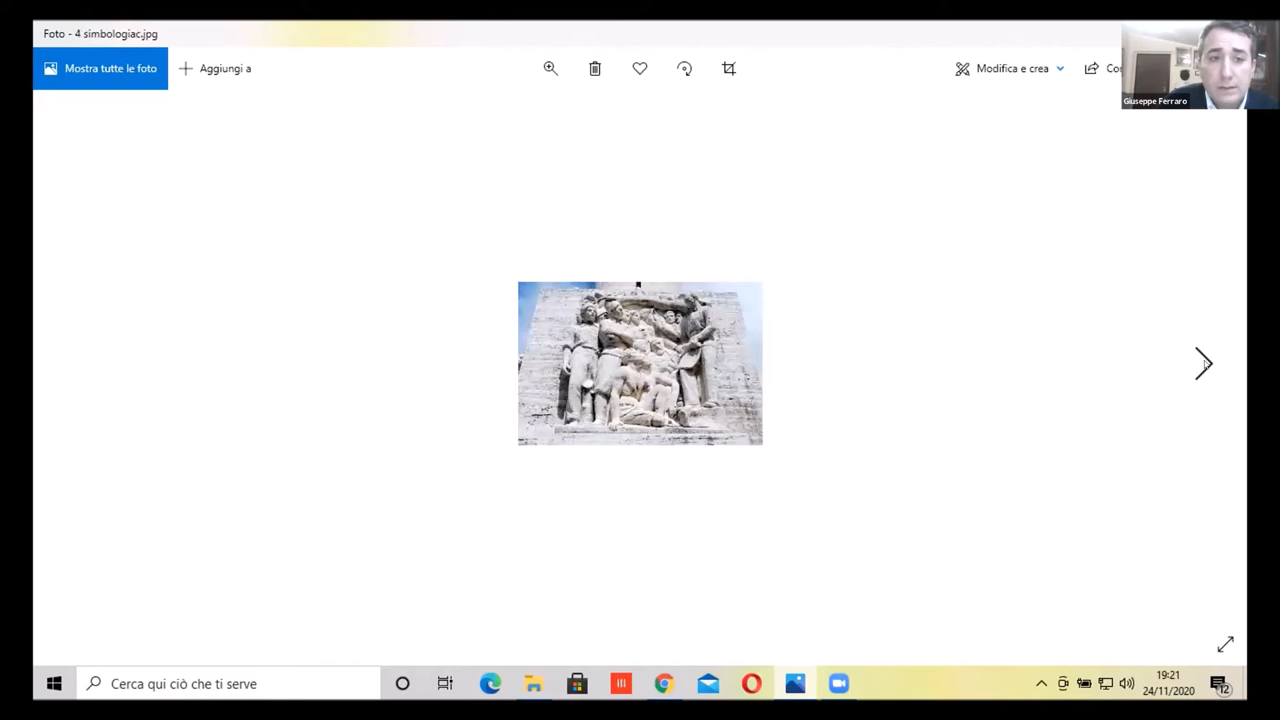 Foto - 4 simbologiac.jpg
Mostra tutte le foto
Aggiungi a
Modifica e crea
Giuseppe Ferraro
Cerca qui ciò che ti serve
19:21
24/11/2020
12